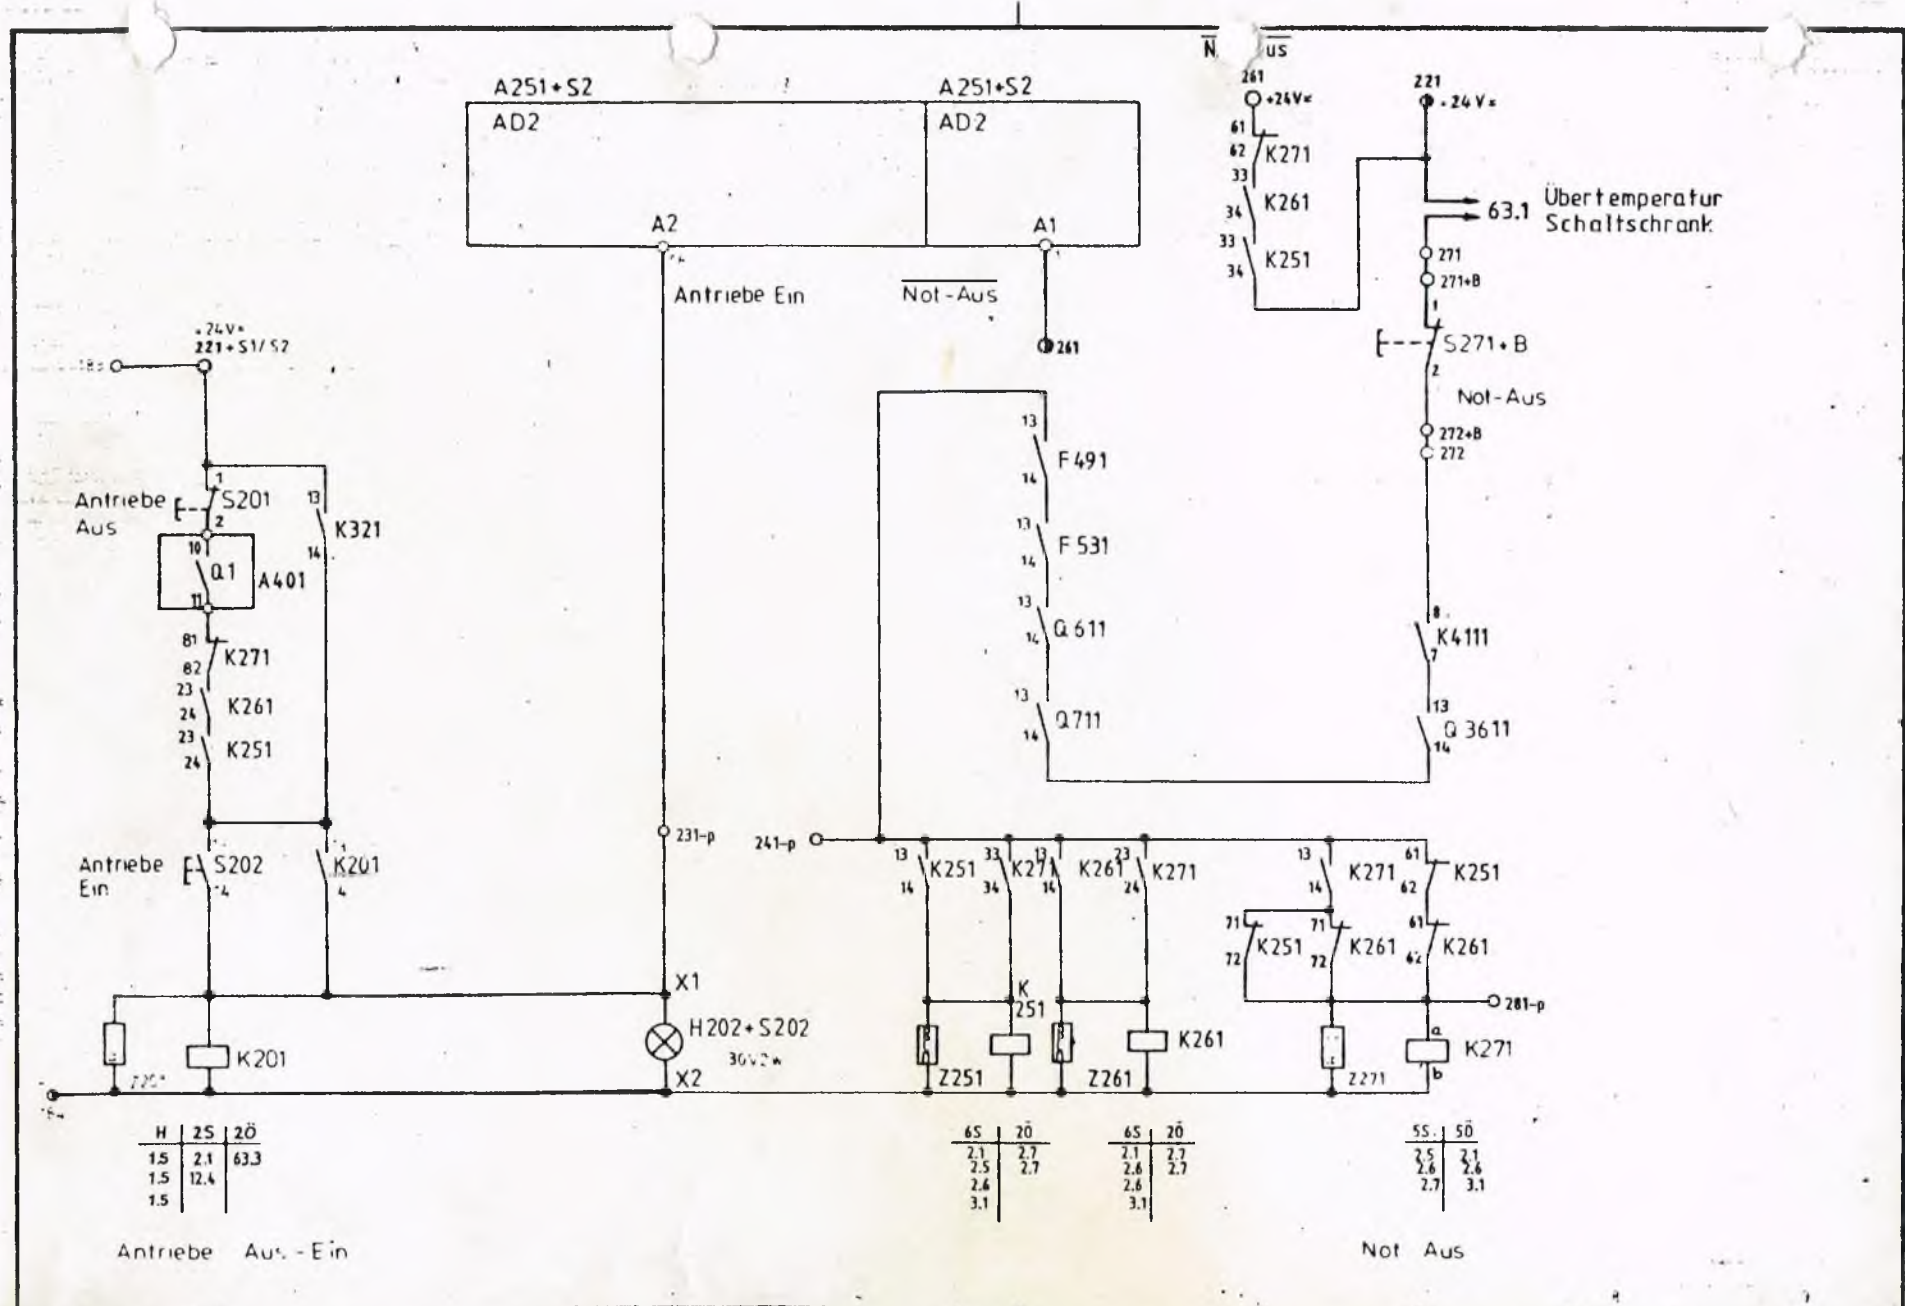 A251+S2
AD2
A2
Antriebe Ein
A251+S2
AD2
A1
Not-Aus
261
261
+24V=
61
62
K271
33
34
K261
33
34
K251
221
24V=
63.1
Übertemperatur
Schaltschrank
271
271+B
1
S271+B
2
Not-Aus
272+B
272
8
K4111
7
13
Q3611
14
24V=
221+S1/S2
1
S201
2
Antriebe
Aus
10
Q1
11
A401
81
82
K271
23
24
K261
23
24
K251
13
K321
14
Antriebe
Ein
S202
4
K201
4
K201
13
F491
14
13
F531
14
13
Q611
14
13
Q711
14
231-p
X1
H202+S202
X2
241-p
13
14
K251
33
34
K271
13
14
K261
23
24
K271
13
14
K271
61
62
K251
71
72
K251
71
72
K261
61
62
K261
281-p
K
251
Z251
K261
Z261
Z271
a
K271
b
H 2S 2Ö
1.5 2.1 63.3
1.5 12.4
1.5
6S 2Ö
2.1 2.7
2.5 2.7
2.6
3.1
6S 2Ö
2.1 2.7
2.6 2.7
2.6
3.1
5S 5Ö
2.5 2.1
2.6 2.6
2.7 3.1
Antriebe Aus-Ein
Not Aus